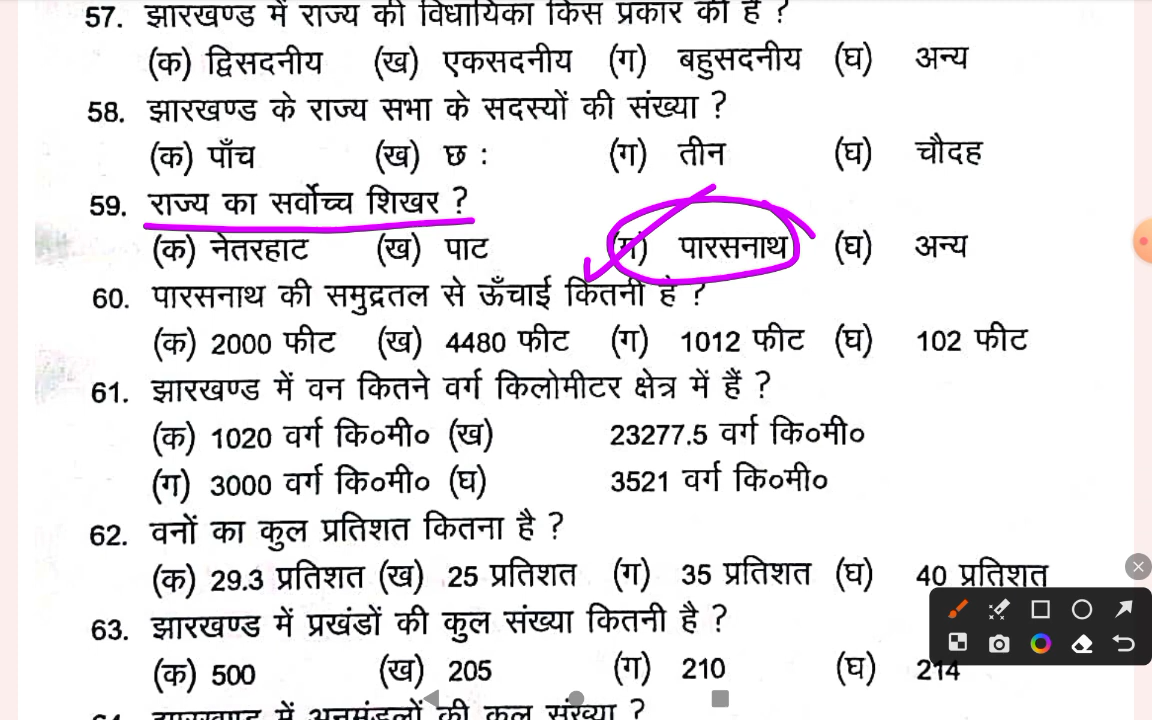 57. झारखण्ड में राज्य की विधायिका किस प्रकार की है ?
(क) द्विसदनीय (ख) एकसदनीय (ग) बहुसदनीय (घ) अन्य
58. झारखण्ड के राज्य सभा के सदस्यों की संख्या ?
(क) पाँच (ख) छ : (ग) तीन (घ) चौदह
59. राज्य का सर्वोच्च शिखर ?
(क) नेतरहाट (ख) पाट (ग) पारसनाथ (घ) अन्य
60. पारसनाथ की समुद्रतल से ऊँचाई कितनी है ?
(क) 2000 फीट (ख) 4480 फीट (ग) 1012 फीट (घ) 102 फीट
61. झारखण्ड में वन कितने वर्ग किलोमीटर क्षेत्र में हैं ?
(क) 1020 वर्ग कि०मी० (ख) 23277.5 वर्ग कि०मी०
(ग) 3000 वर्ग कि०मी० (घ) 3521 वर्ग कि०मी०
62. वनों का कुल प्रतिशत कितना है ?
(क) 29.3 प्रतिशत (ख) 25 प्रतिशत (ग) 35 प्रतिशत (घ) 40 प्रतिशत
63. झारखण्ड में प्रखंडों की कुल संख्या कितनी है ?
(क) 500 (ख) 205 (ग) 210 (घ) 214
64. झारखण्ड में अनुमंडलों की कुल संख्या ?